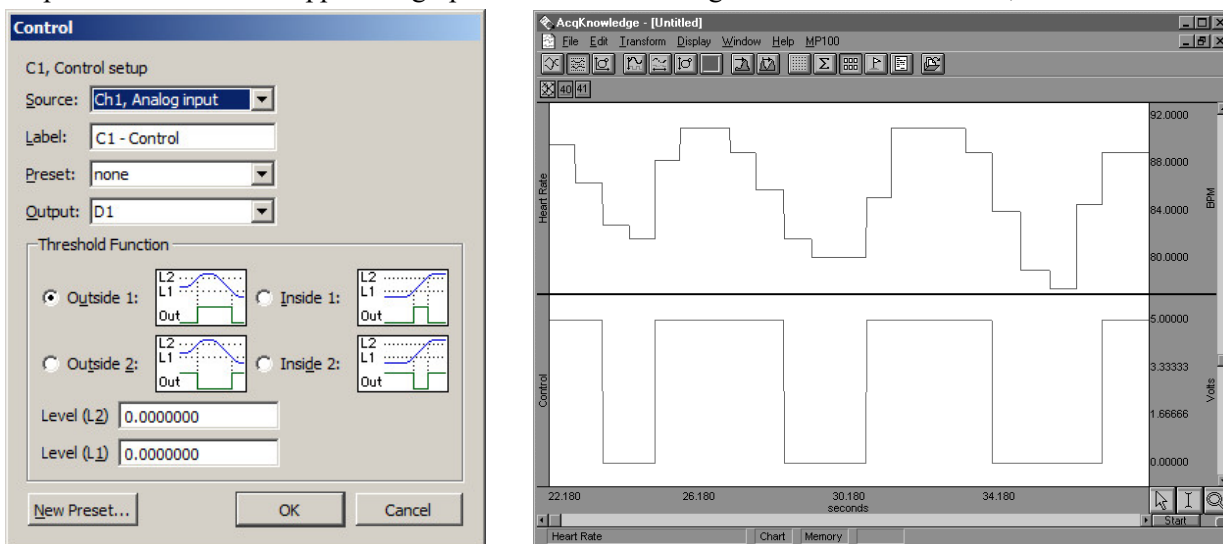 Control
C1, Control setup
Source: Ch1, Analog input
Label: C1 - Control
Preset: none
Output: D1
Threshold Function
Outside 1:
L2
L1
Out
Inside 1:
L2
L1
Out
Outside 2:
L2
L1
Out
Inside 2:
L2
L1
Out
Level (L2) 0.0000000
Level (L1) 0.0000000
New Preset... OK Cancel
AcqKnowledge - [Untitled]
File Edit Transform Display Window Help MP100
40 41
Heart Rate
92.0000
88.0000
84.0000
80.0000
BPM
Control
5.00000
3.33333
1.66666
0.00000
Volts
22.180 26.180 30.180 34.180
seconds
Start
Heart Rate Chart Memory